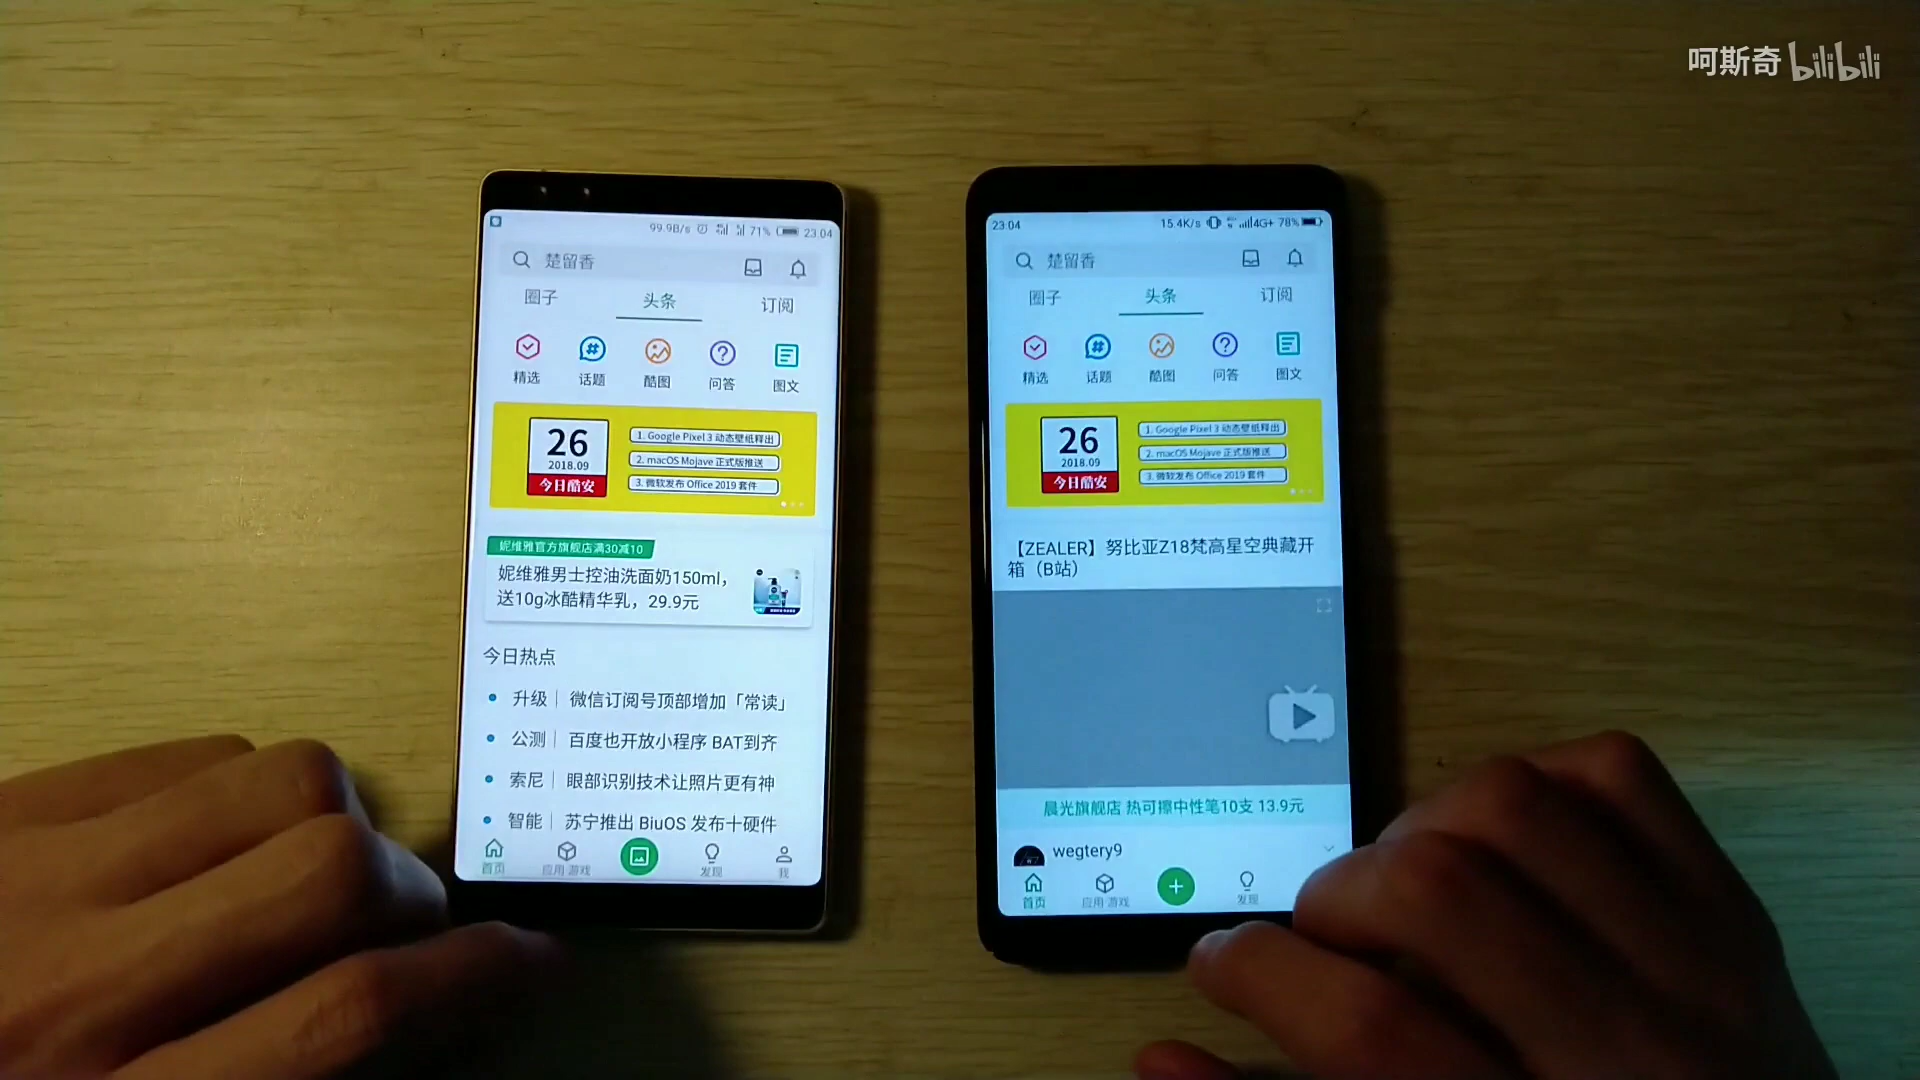 呵斯奇 bilibili
99.9B/s 71% 23:04
楚留香
圈子 头条 订阅
精选 话题 酷图 问答 图文
26
2018.09
今日酷安
1. Google Pixel 3 动态壁纸释出
2. macOS Mojave 正式版推送
3. 微软发布 Office 2019 套件
妮维雅官方旗舰店满30减10
妮维雅男士控油洗面奶150ml，
送10g冰酷精华乳，29.9元
今日热点
升级 微信订阅号顶部增加「常读」
公测 百度也开放小程序 BAT到齐
索尼 眼部识别技术让照片更有神
智能 苏宁推出 BiuOS 发布十硬件
首页 应用·游戏 发现 我
23:04 15.4K/s 4G+ 78%
楚留香
圈子 头条 订阅
精选 话题 酷图 问答 图文
26
2018.09
今日酷安
1. Google Pixel 3 动态壁纸释出
2. macOS Mojave 正式版推送
3. 微软发布 Office 2019 套件
【ZEALER】努比亚Z18梵高星空典藏开
箱（B站）
晨光旗舰店 热可擦中性笔10支 13.9元
wegtery9
首页 应用·游戏 发现